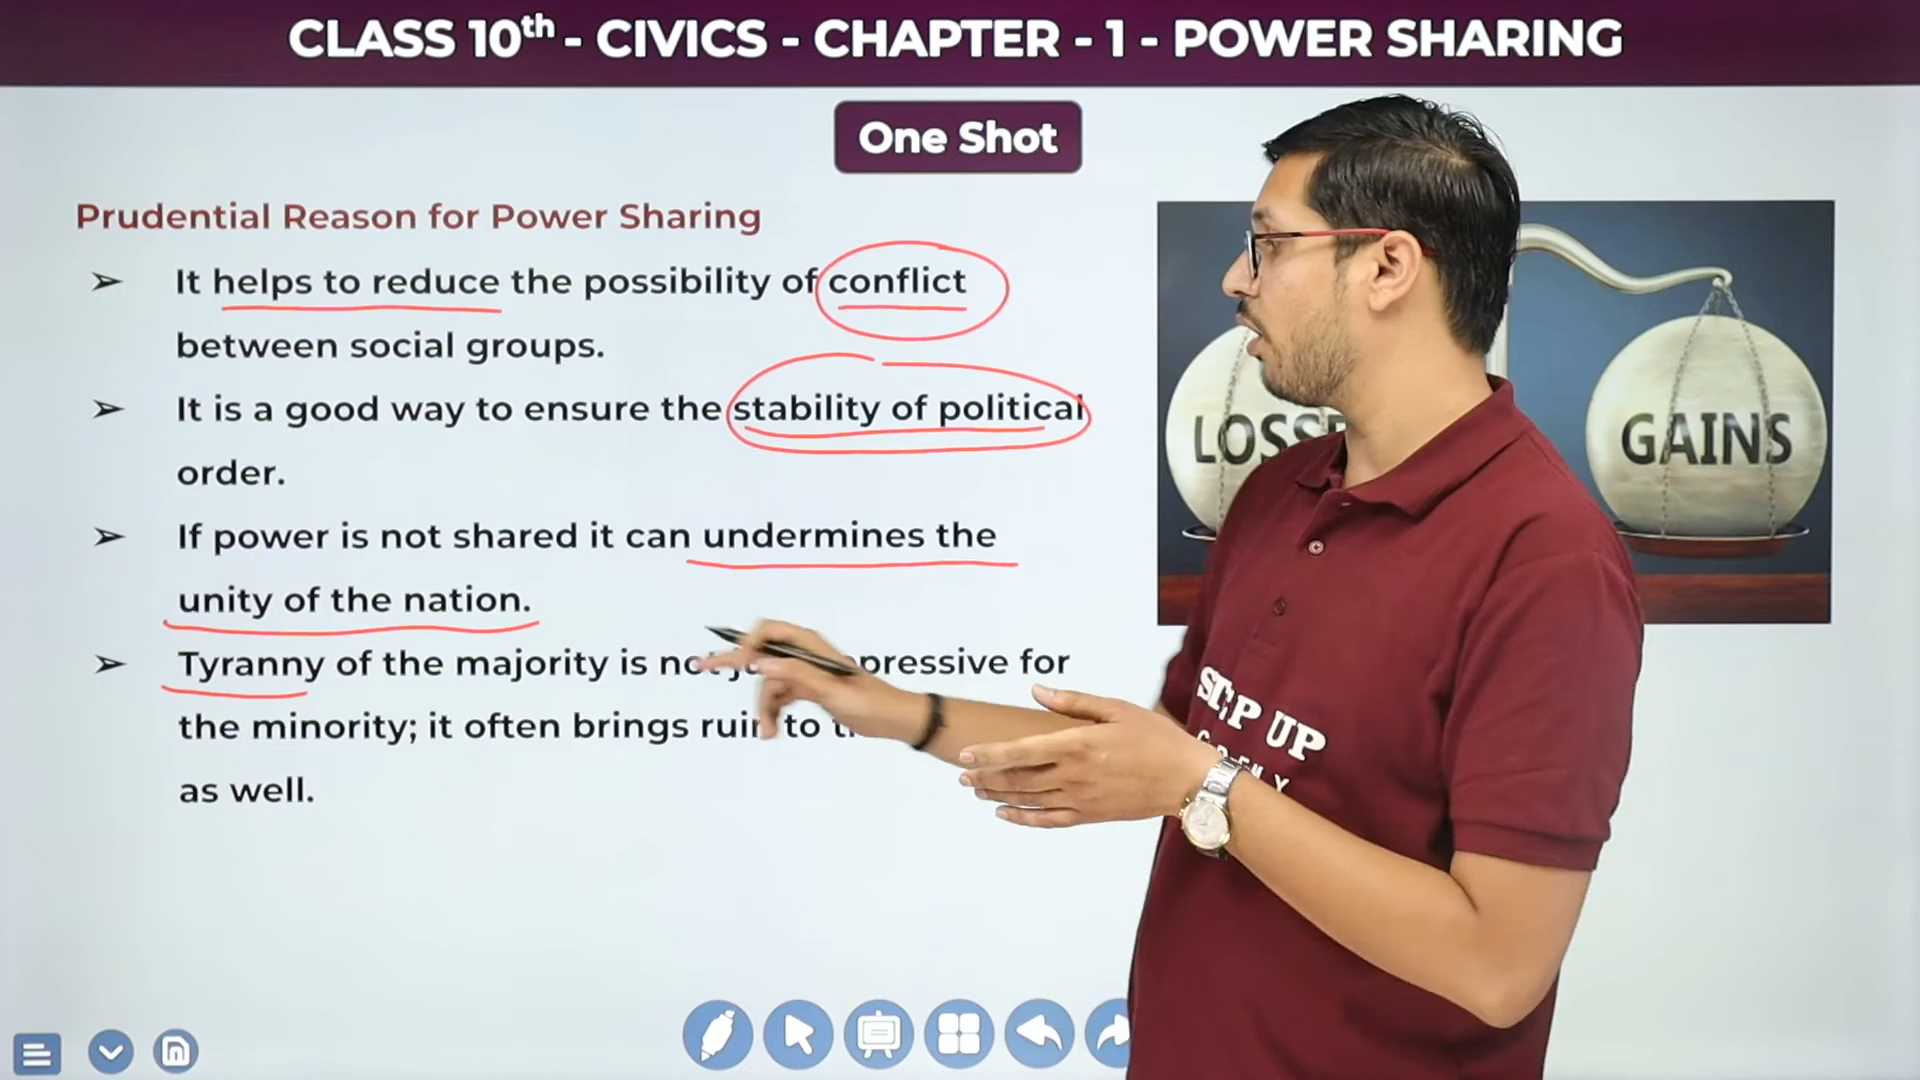 CLASS 10th - CIVICS - CHAPTER - 1 - POWER SHARING
One Shot
Prudential Reason for Power Sharing
➢ It helps to reduce the possibility of conflict
between social groups.
➢ It is a good way to ensure the stability of political
order.
➢ If power is not shared it can undermines the
unity of the nation.
➢ Tyranny of the majority is not pressive for
the minority; it often brings ruin to
as well.
GAINS
STEP UP